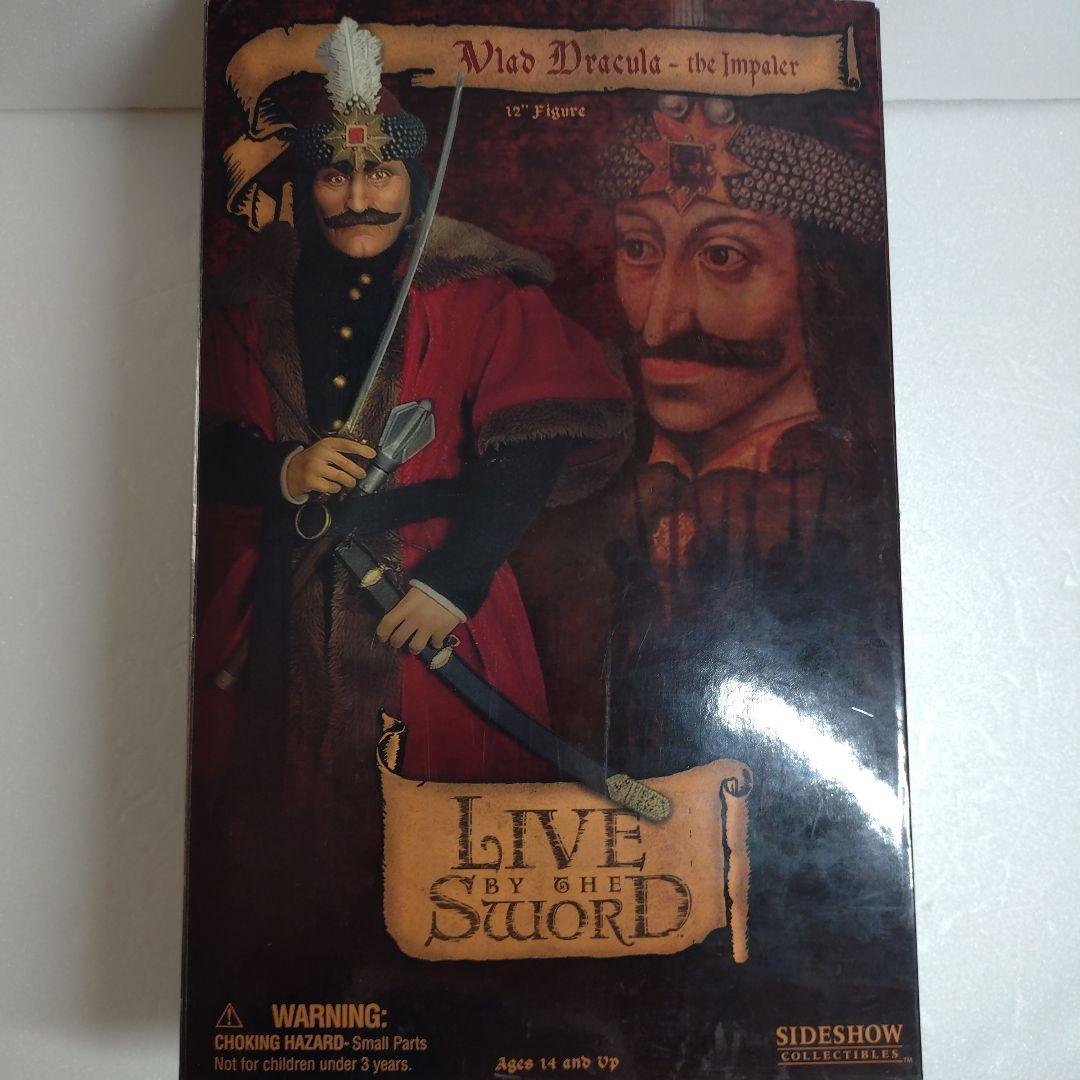 Vlad Dracula - the Impaler
12" Figure
LIVE
BY THE
SWORD
WARNING:
CHOKING HAZARD- Small Parts
Not for children under 3 years.
Ages 14 and Up
SIDESHOW
COLLECTIBLES™